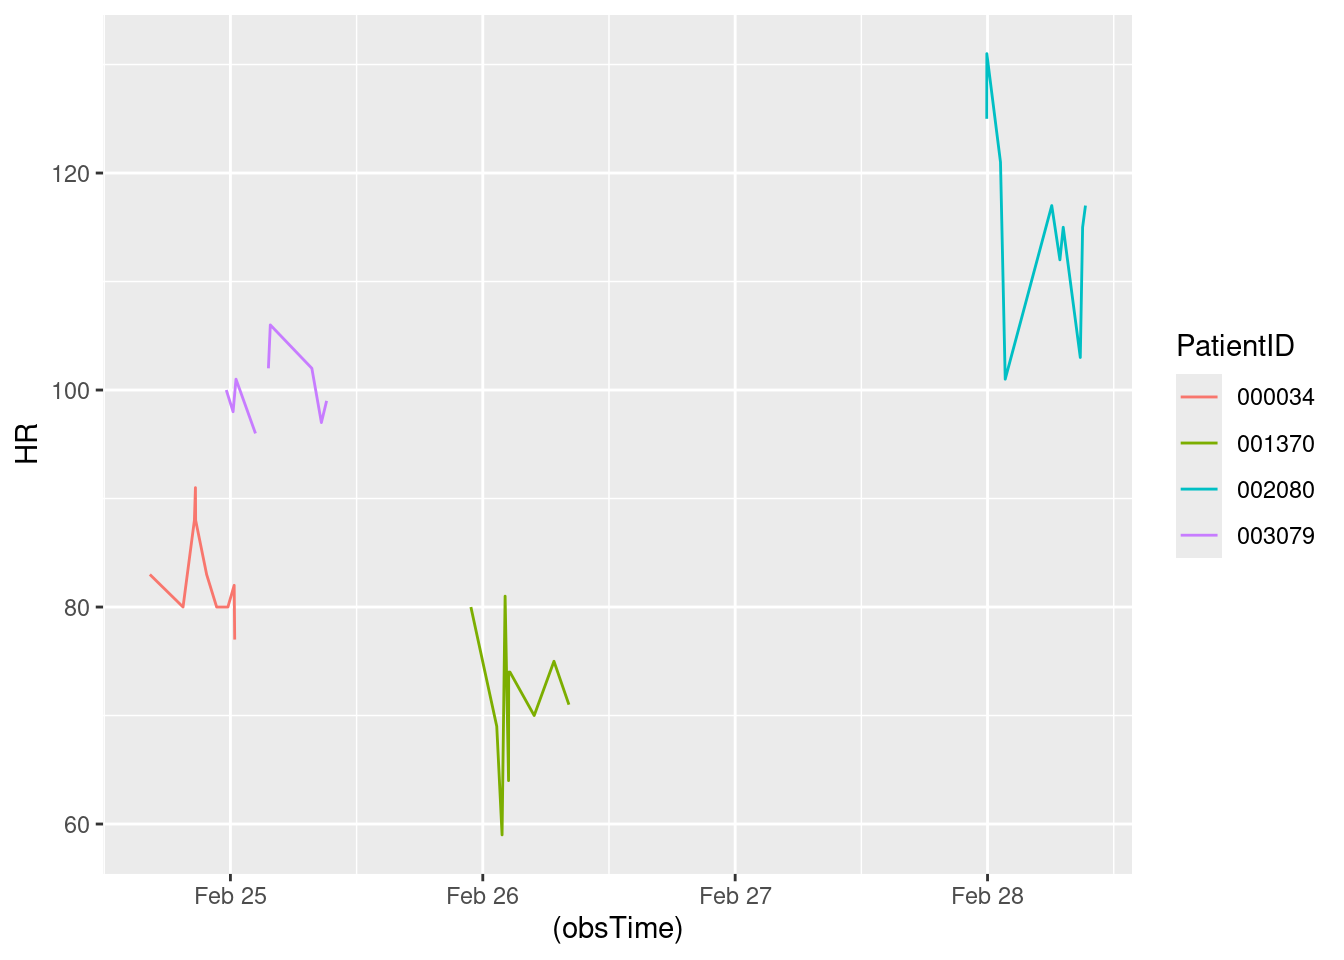 120
100
80
60
HR
Feb 25
Feb 26
Feb 27
Feb 28
(obsTime)
PatientID
000034
001370
002080
003079